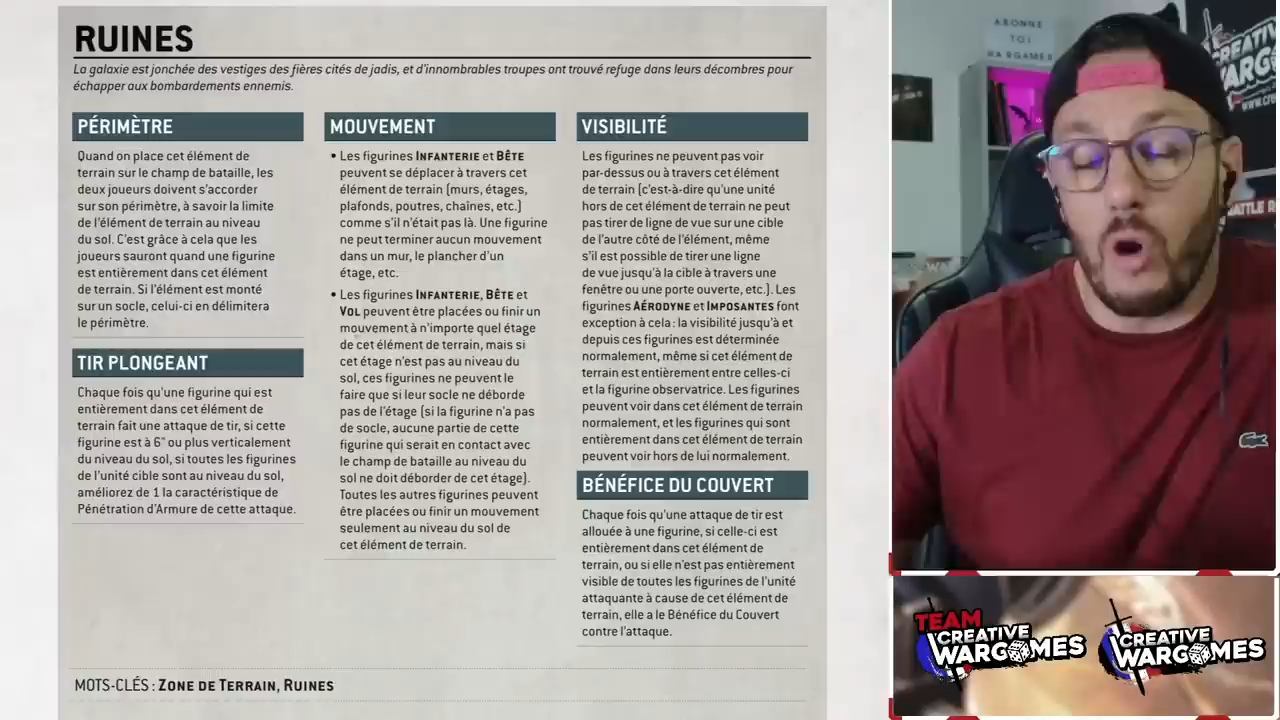 RUINES
La galaxie est jonchée des vestiges des fières cités de jadis, et d'innombrables troupes ont trouvé refuge dans leurs décombres pour
échapper aux bombardements ennemis.
PÉRIMÈTRE
Quand on place cet élément de
terrain sur le champ de bataille, les
deux joueurs doivent s'accorder
sur son périmètre, à savoir la limite
de l'élément de terrain au niveau
du sol. C'est grâce à cela que les
joueurs sauront quand une figurine
est entièrement dans cet élément
de terrain. Si l'élément est monté
sur un socle, celui-ci en délimitera
le périmètre.
TIR PLONGEANT
Chaque fois qu'une figurine qui est
entièrement dans cet élément de
terrain fait une attaque de tir, si cette
figurine est à 6" ou plus verticalement
du niveau du sol, si toutes les figurines
de l'unité cible sont au niveau du sol,
améliorez de 1 la caractéristique de
Pénétration d'Armure de cette attaque.
MOUVEMENT
• Les figurines INFANTERIE et BÊTE
peuvent se déplacer à travers cet
élément de terrain (murs, étages,
plafonds, poutres, chaînes, etc.)
comme s'il n'était pas là. Une figurine
ne peut terminer aucun mouvement
dans un mur, le plancher d'un
étage, etc.
• Les figurines INFANTERIE, BÊTE et
VOL peuvent être placées ou finir un
mouvement à n'importe quel étage
de cet élément de terrain, mais si
cet étage n'est pas au niveau du
sol, ces figurines ne peuvent le
faire que si leur socle ne déborde
pas de l'étage (si la figurine n'a pas
de socle, aucune partie de cette
figurine qui serait en contact avec
le champ de bataille au niveau du
sol ne doit déborder de cet étage).
Toutes les autres figurines peuvent
être placées ou finir un mouvement
seulement au niveau du sol de
cet élément de terrain.
VISIBILITÉ
Les figurines ne peuvent pas voir
par-dessus ou à travers cet élément
de terrain (c'est-à-dire qu'une unité
hors de cet élément de terrain ne peut
pas tirer de ligne de vue sur une cible
de l'autre côté de l'élément, même
s'il est possible de tirer une ligne
de vue jusqu'à la cible à travers une
fenêtre ou une porte ouverte, etc.). Les
figurines AÉRODYNE et IMPOSANTES font
exception à cela : la visibilité jusqu'à et
depuis ces figurines est déterminée
normalement, même si cet élément de
terrain est entièrement entre celles-ci
et la figurine observatrice. Les figurines
peuvent voir dans cet élément de terrain
normalement, et les figurines qui sont
entièrement dans cet élément de terrain
peuvent voir hors de lui normalement.
BÉNÉFICE DU COUVERT
Chaque fois qu'une attaque de tir est
allouée à une figurine, si celle-ci est
entièrement dans cet élément de
terrain, ou si elle n'est pas entièrement
visible de toutes les figurines de l'unité
attaquante à cause de cet élément de
terrain, elle a le Bénéfice du Couvert
contre l'attaque.
MOTS-CLÉS : ZONE DE TERRAIN, RUINES
ABONNE
TOI
WARGAMER
CREATIVE
BATTLE
TEAM
CREATIVE
WARGAMES
CREATIVE
WARGAMES